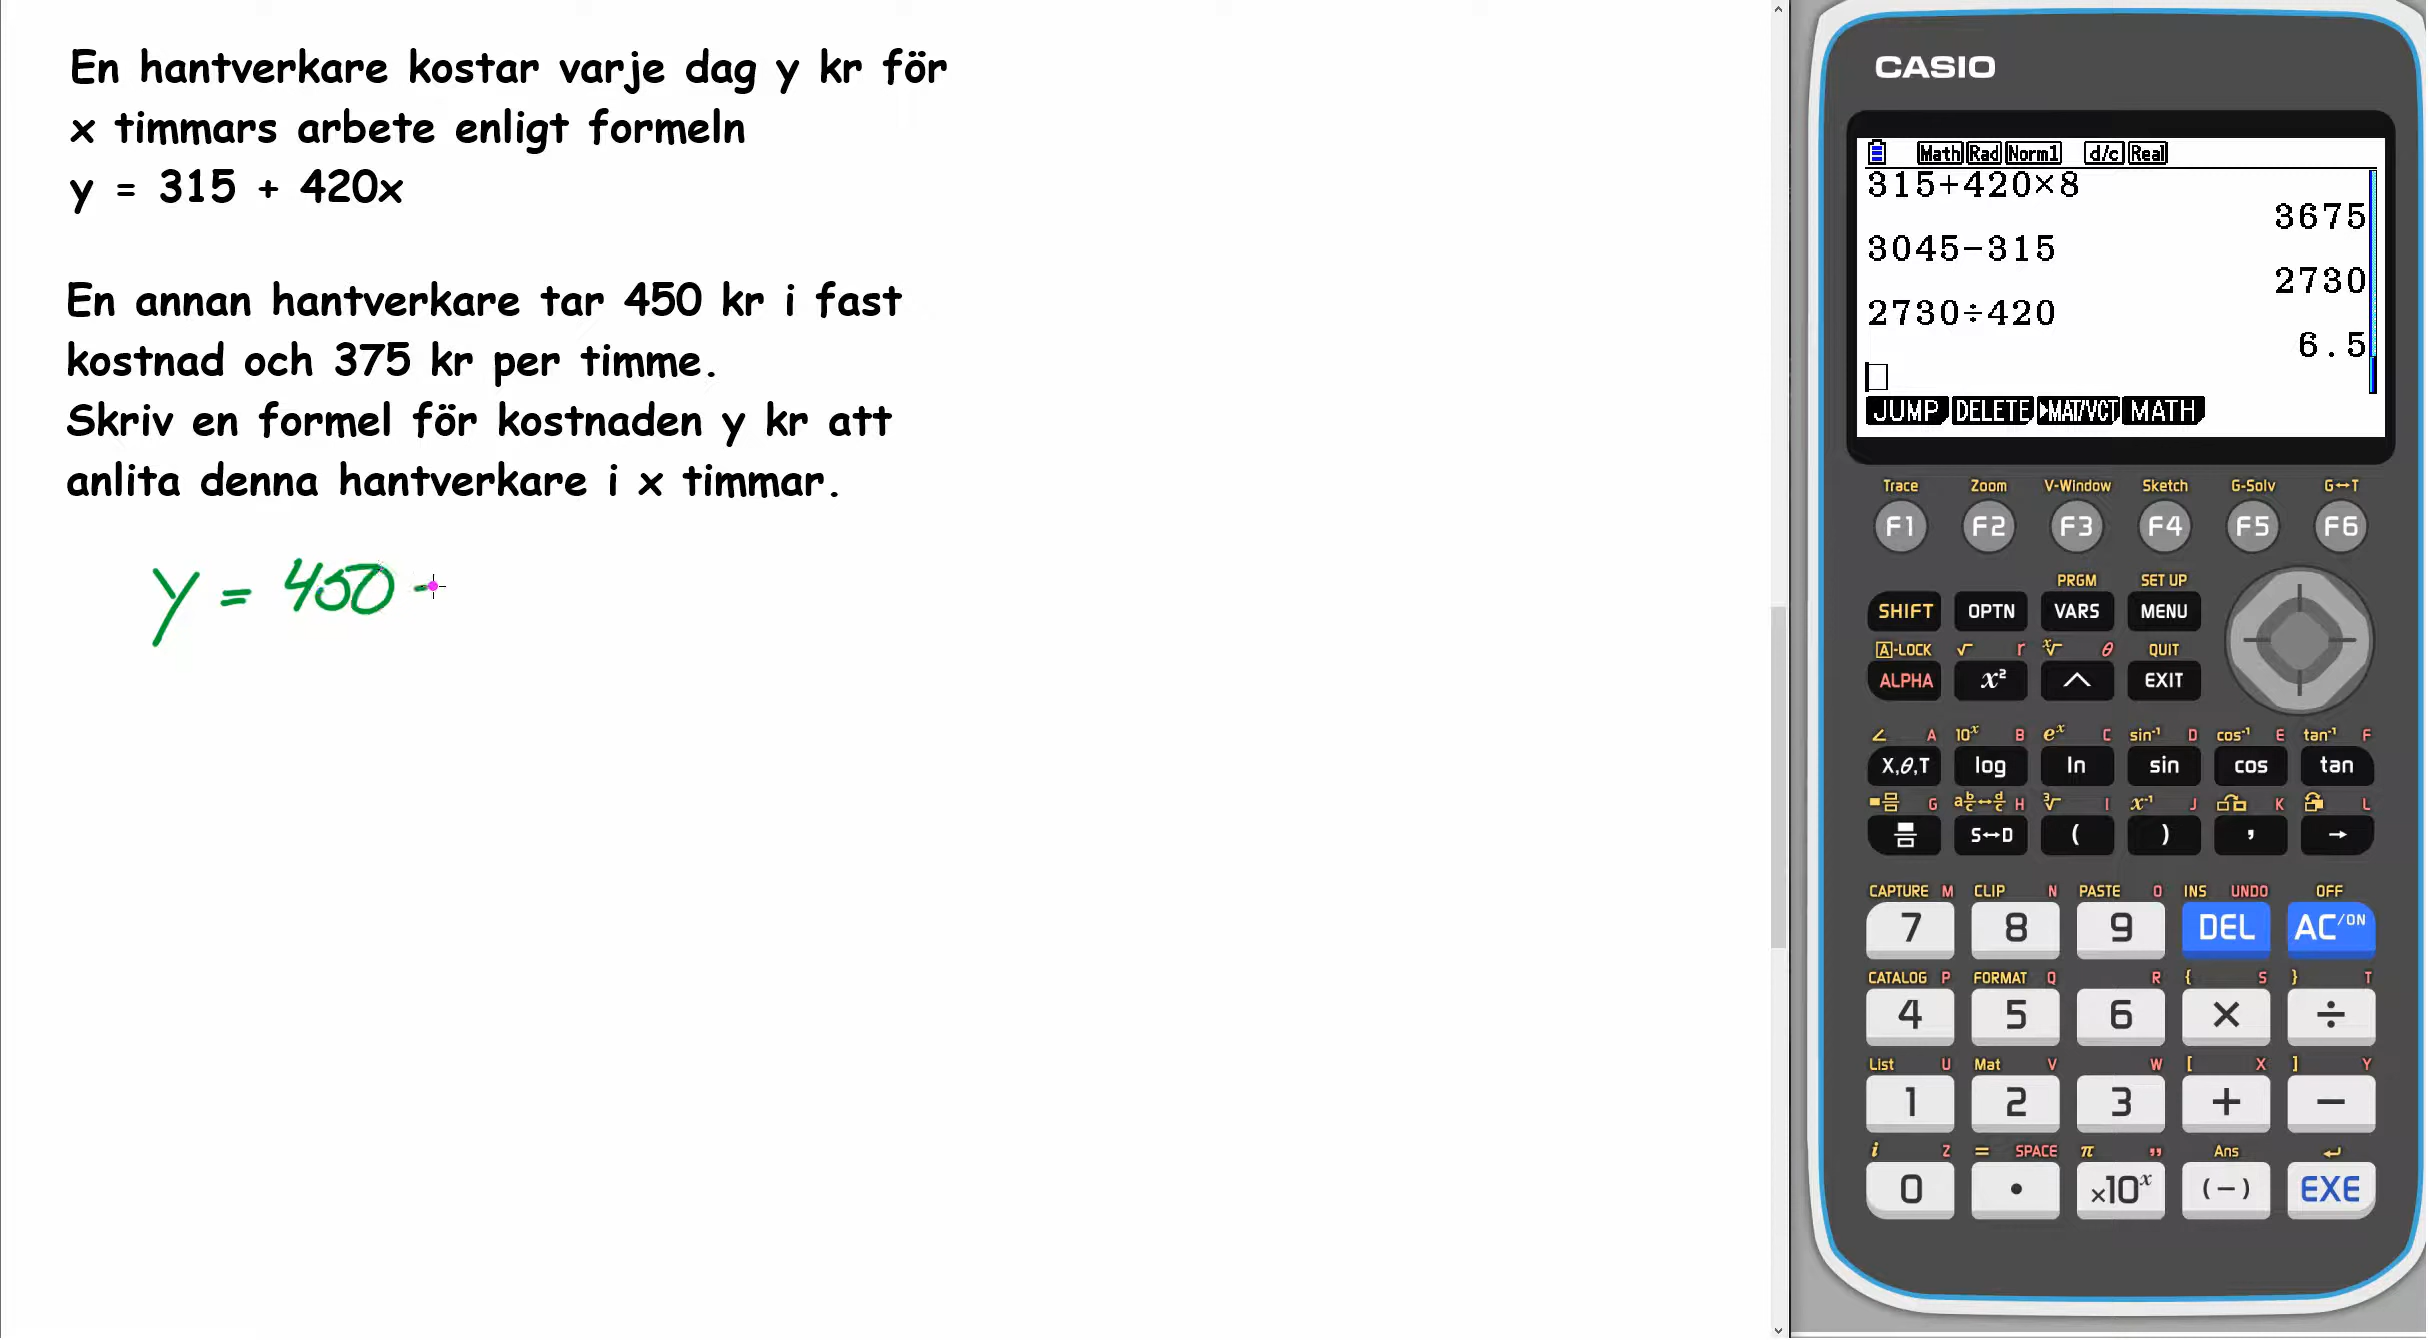 En hantverkare kostar varje dag y kr för
x timmars arbete enligt formeln
y = 315 + 420x
En annan hantverkare tar 450 kr i fast
kostnad och 375 kr per timme.
Skriv en formel för kostnaden y kr att
anlita denna hantverkare i x timmar.
y = 450 -
CASIO
Math Rad Norm1 d/c Real
315+420×8
3675
3045−315
2730
2730÷420
6.5
JUMP DELETE ▶MAT/VCT MATH
Trace Zoom V-Window Sketch G-Solv G↔T
F1 F2 F3 F4 F5 F6
PRGM SET UP
SHIFT OPTN VARS MENU
A-LOCK √ r ˣ√ θ QUIT
ALPHA x² ^ EXIT
∠ A 10ˣ B eˣ C sin⁻¹ D cos⁻¹ E tan⁻¹ F
X,θ,T log ln sin cos tan
G a b/c↔d/c H ³√ I x⁻¹ J K L
S↔D ( ) , →
CAPTURE M CLIP N PASTE O INS UNDO OFF
7 8 9 DEL AC/ON
CATALOG P FORMAT Q R { S } T
4 5 6 × ÷
List U Mat V W [ X ] Y
1 2 3 + −
i Z = SPACE π " Ans ↵
0 • ×10ˣ (−) EXE